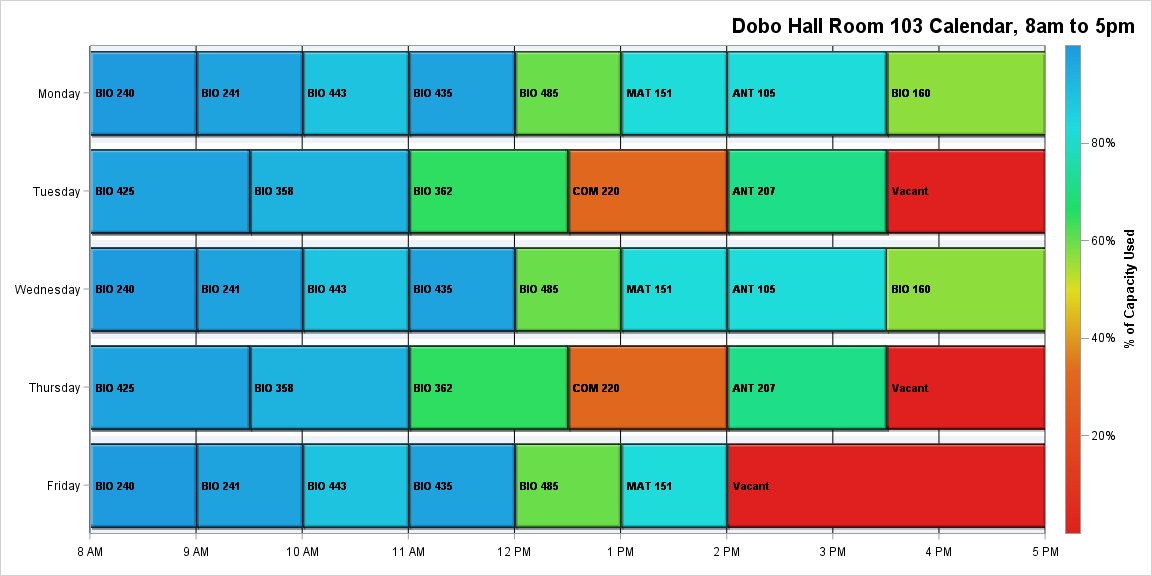 Dobo Hall Room 103 Calendar, 8am to 5pm
Monday BIO 240 BIO 241 BIO 443 BIO 435 BIO 485 MAT 151 ANT 105 BIO 160
Tuesday BIO 425 BIO 358 BIO 362 COM 220 ANT 207 Vacant
Wednesday BIO 240 BIO 241 BIO 443 BIO 435 BIO 485 MAT 151 ANT 105 BIO 160
Thursday BIO 425 BIO 358 BIO 362 COM 220 ANT 207 Vacant
Friday BIO 240 BIO 241 BIO 443 BIO 435 BIO 485 MAT 151 Vacant
8 AM 9 AM 10 AM 11 AM 12 PM 1 PM 2 PM 3 PM 4 PM 5 PM
80%
60%
40%
20%
% of Capacity Used